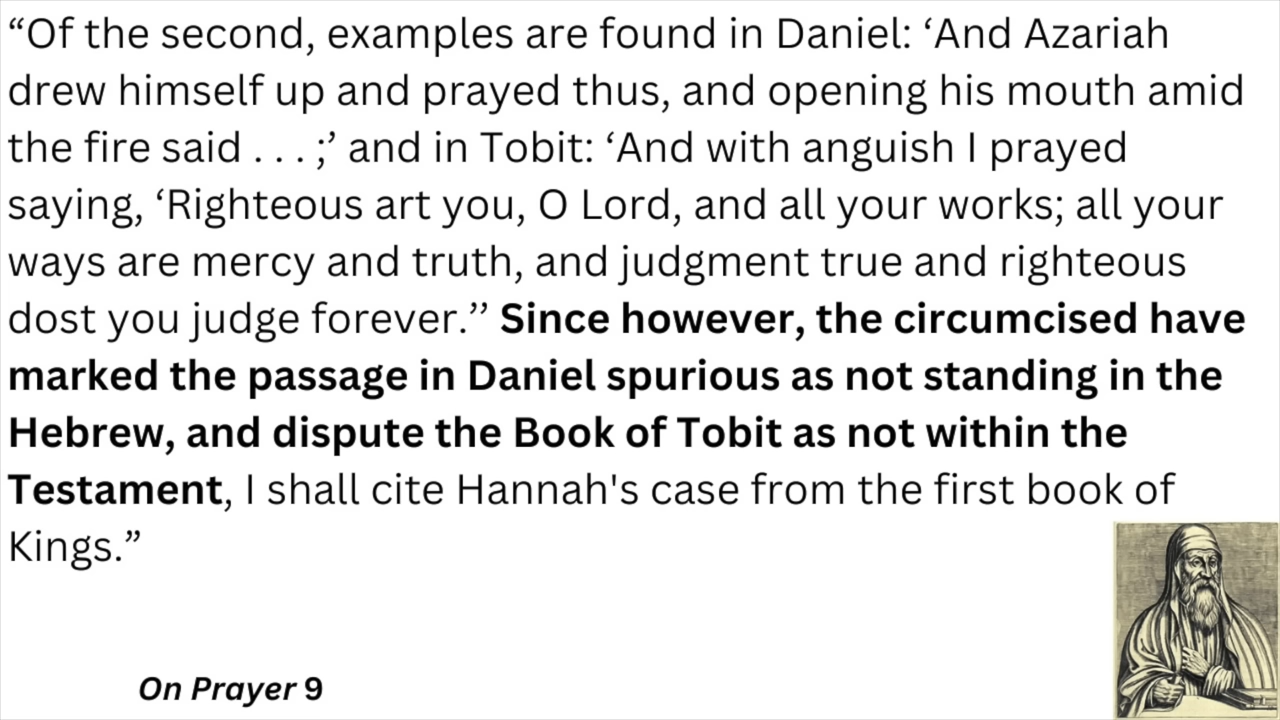 “Of the second, examples are found in Daniel: ‘And Azariah
drew himself up and prayed thus, and opening his mouth amid
the fire said . . . ;’ and in Tobit: ‘And with anguish I prayed
saying, ‘Righteous art you, O Lord, and all your works; all your
ways are mercy and truth, and judgment true and righteous
dost you judge forever.’’ Since however, the circumcised have
marked the passage in Daniel spurious as not standing in the
Hebrew, and dispute the Book of Tobit as not within the
Testament, I shall cite Hannah's case from the first book of
Kings.”
On Prayer 9